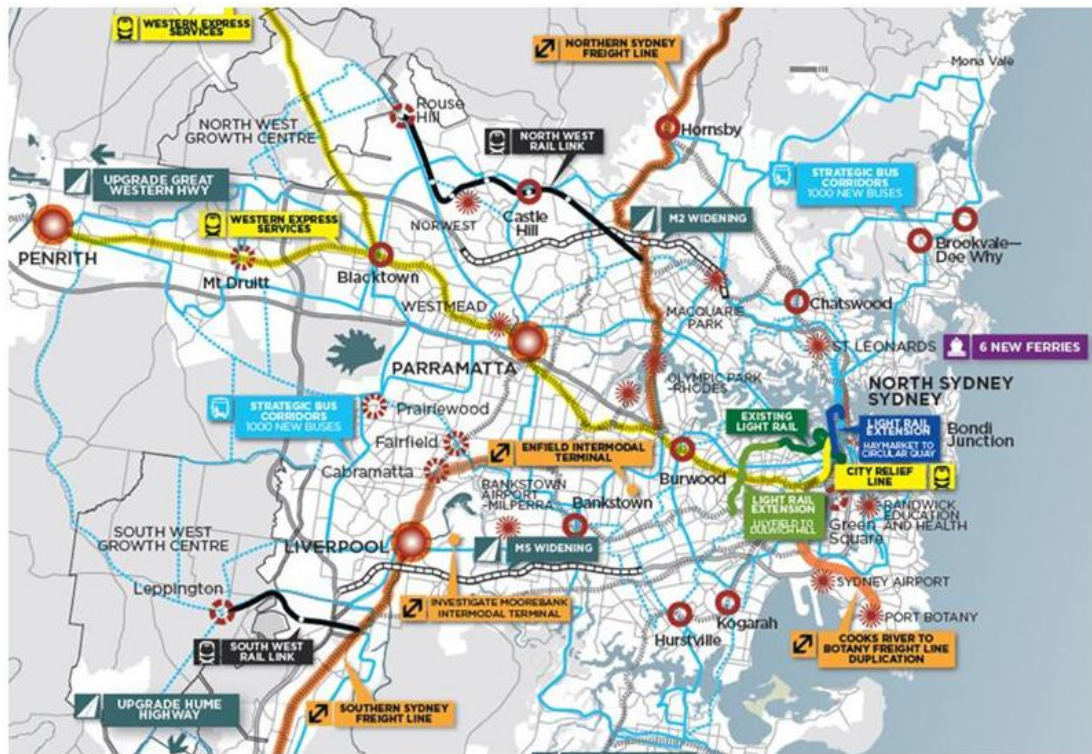 WESTERN EXPRESS
SERVICES
NORTHERN SYDNEY
FREIGHT LINE
Mona Vale
Rouse
Hill
NORTH WEST
GROWTH CENTRE
NORTH WEST
RAIL LINK
Hornsby
UPGRADE GREAT
WESTERN HWY
STRATEGIC BUS
CORRIDORS
1000 NEW BUSES
WESTERN EXPRESS
SERVICES
NORWEST
Castle
Hill
M2 WIDENING
PENRITH
Mt Druitt
Blacktown
Brookvale—
Dee Why
WESTMEAD
MACQUARIE
PARK
Chatswood
PARRAMATTA
ST LEONARDS
6 NEW FERRIES
OLYMPIC PARK
-RHODES
NORTH SYDNEY
SYDNEY
STRATEGIC BUS
CORRIDORS
1000 NEW BUSES
Prairiewood
EXISTING
LIGHT RAIL
LIGHT RAIL
EXTENSION
HAYMARKET TO
CIRCULAR QUAY
Bondi
Junction
Fairfield
ENFIELD INTERMODAL
TERMINAL
Cabramatta
Burwood
CITY RELIEF
LINE
BANKSTOWN
AIRPORT
-MILPERRA
Bankstown
LIGHT RAIL
EXTENSION
LILYFIELD TO
DULWICH HILL
RANDWICK
EDUCATION
AND HEALTH
Green
Square
SOUTH WEST
GROWTH CENTRE
LIVERPOOL
M5 WIDENING
Leppington
INVESTIGATE MOOREBANK
INTERMODAL TERMINAL
SYDNEY AIRPORT
PORT BOTANY
Kogarah
Hurstville
SOUTH WEST
RAIL LINK
COOKS RIVER TO
BOTANY FREIGHT LINE
DUPLICATION
UPGRADE HUME
HIGHWAY
SOUTHERN SYDNEY
FREIGHT LINE